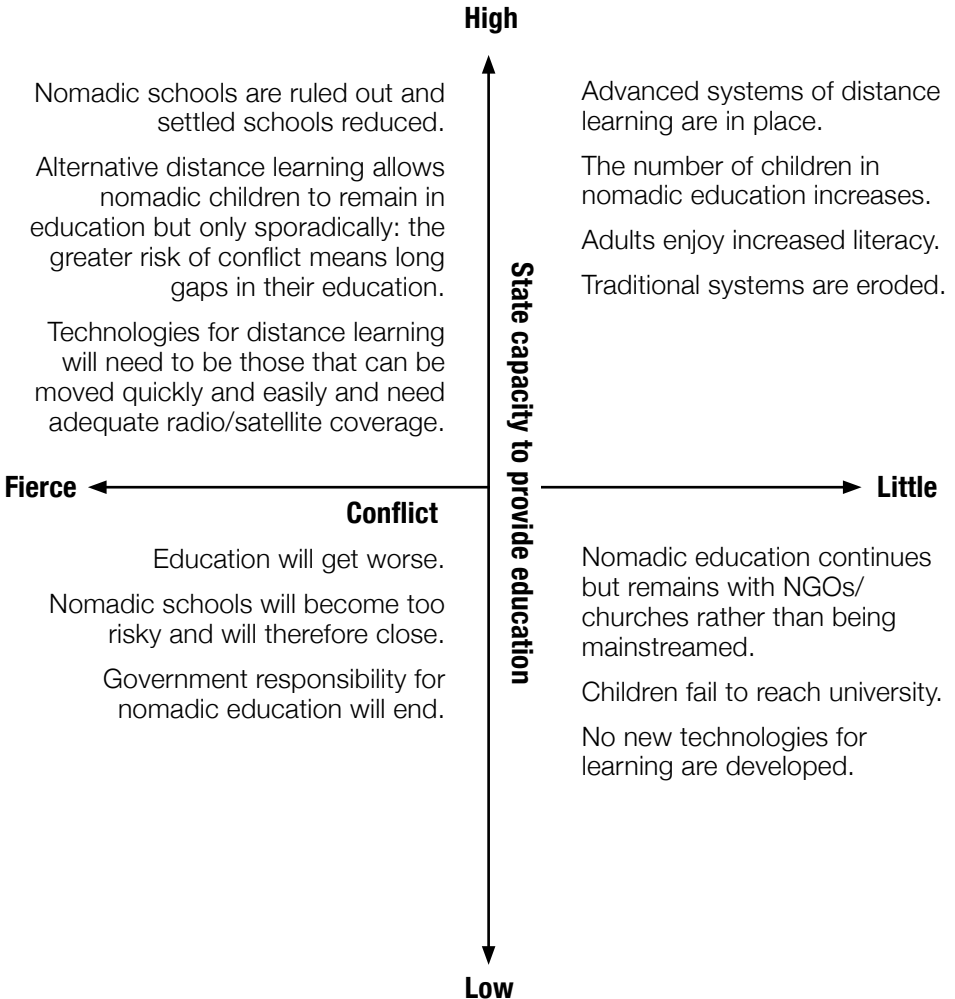 High
Nomadic schools are ruled out and
settled schools reduced.
Alternative distance learning allows
nomadic children to remain in
education but only sporadically: the
greater risk of conflict means long
gaps in their education.
Technologies for distance learning
will need to be those that can be
moved quickly and easily and need
adequate radio/satellite coverage.
Advanced systems of distance
learning are in place.
The number of children in
nomadic education increases.
Adults enjoy increased literacy.
Traditional systems are eroded.
State capacity to provide education
Fierce
Little
Conflict
Education will get worse.
Nomadic schools will become too
risky and will therefore close.
Government responsibility for
nomadic education will end.
Nomadic education continues
but remains with NGOs/
churches rather than being
mainstreamed.
Children fail to reach university.
No new technologies for
learning are developed.
Low